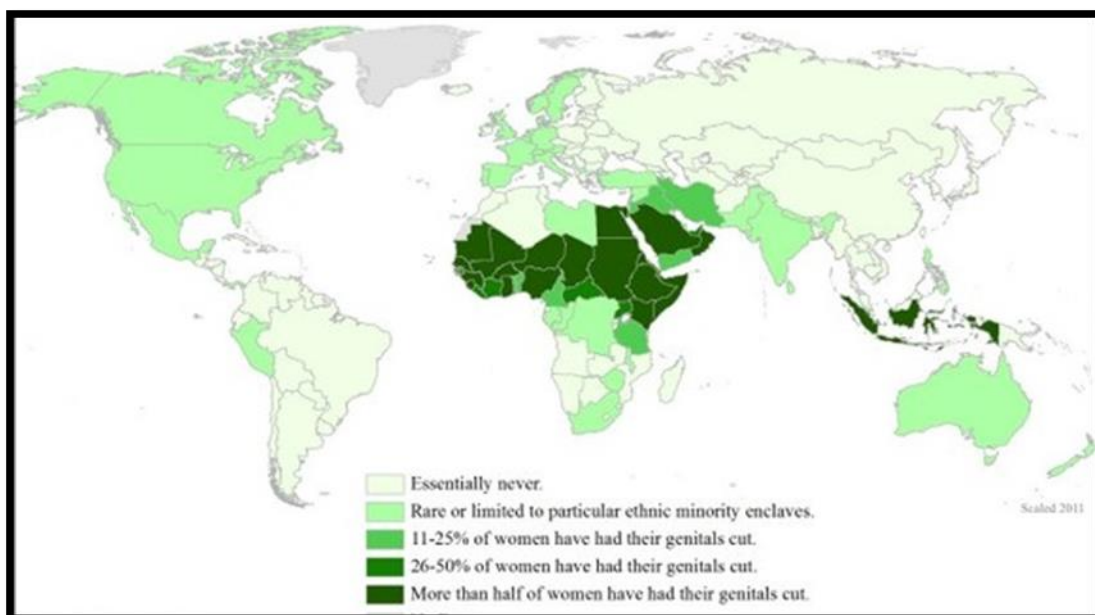 Essentially never.
Rare or limited to particular ethnic minority enclaves.
11-25% of women have had their genitals cut.
26-50% of women have had their genitals cut.
More than half of women have had their genitals cut.
Scaled 2011